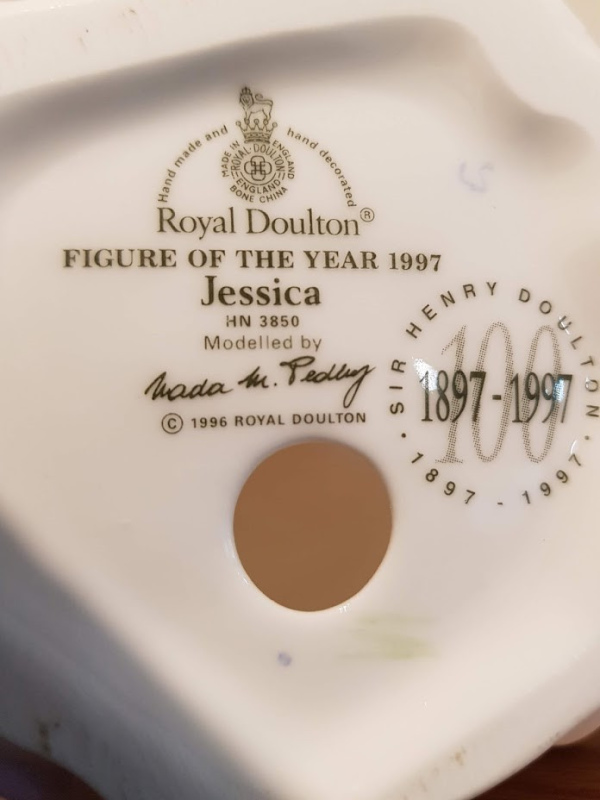 Hand made and hand decorated
MADE IN ENGLAND
ROYAL DOULTON
ENGLAND
BONE CHINA
Royal Doulton®
FIGURE OF THE YEAR 1997
Jessica
HN 3850
Modelled by
Nada M. Pedley
© 1996 ROYAL DOULTON
· SIR HENRY DOULTON ·
100
1897-1997
1897 - 1997